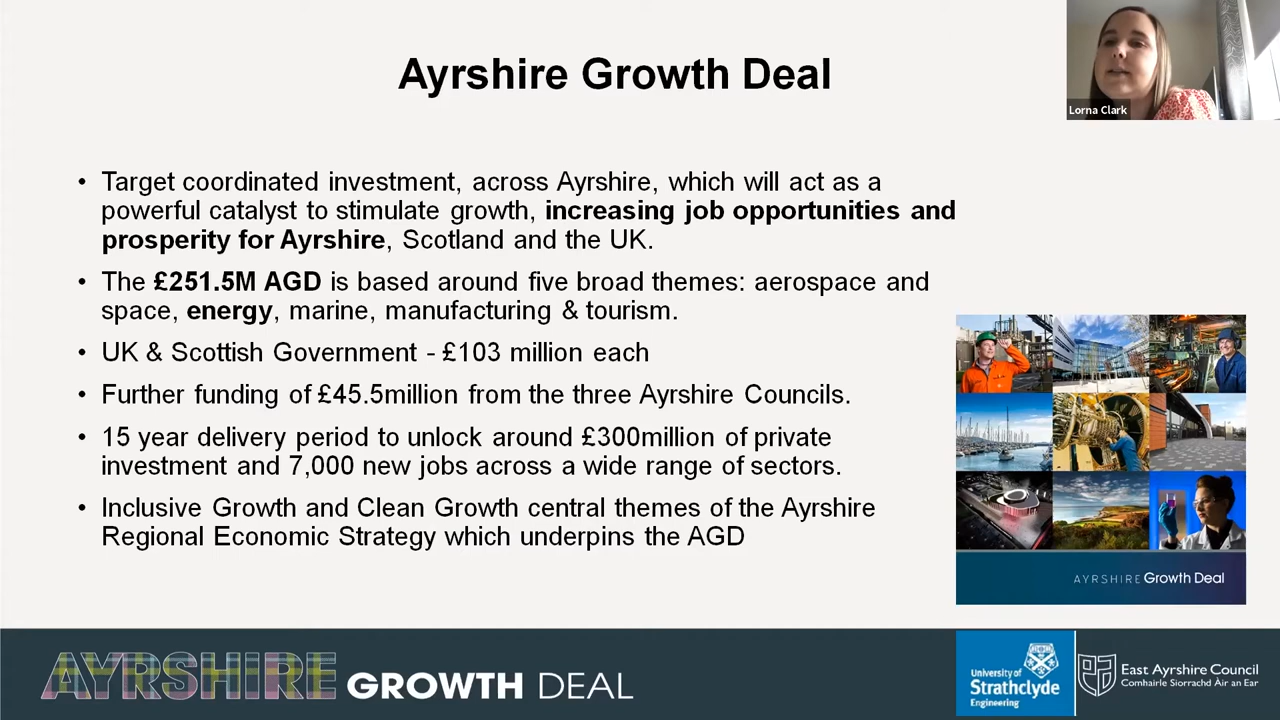 Ayrshire Growth Deal
Lorna Clark
• Target coordinated investment, across Ayrshire, which will act as a
powerful catalyst to stimulate growth, increasing job opportunities and
prosperity for Ayrshire, Scotland and the UK.
• The £251.5M AGD is based around five broad themes: aerospace and
space, energy, marine, manufacturing & tourism.
• UK & Scottish Government - £103 million each
• Further funding of £45.5million from the three Ayrshire Councils.
• 15 year delivery period to unlock around £300million of private
investment and 7,000 new jobs across a wide range of sectors.
• Inclusive Growth and Clean Growth central themes of the Ayrshire
Regional Economic Strategy which underpins the AGD
AYRSHIRE Growth Deal
AYRSHIRE GROWTH DEAL
University of
Strathclyde
Engineering
East Ayrshire Council
Comhairle Siorrachd Àir an Ear